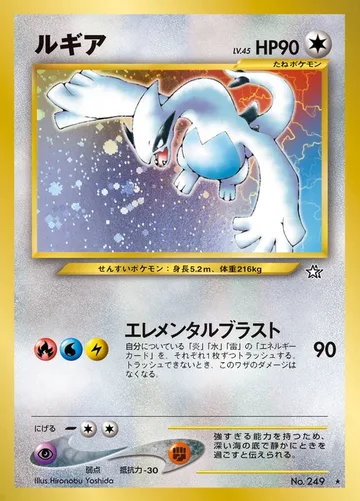 ルギア
LV.45 HP90
たねポケモン
せんすいポケモン：身長5.2m、体重216kg
エレメンタルブラスト
90
自分についている「炎」「水」「雷」の「エネルギー
カード」を、それぞれ1枚ずつトラッシュする。
トラッシュできないとき、このワザのダメージは
なくなる。
にげる
弱点 抵抗力-30
強すぎる能力を持つため、
深い海の底で静かにときを
過ごすと伝えられる。
Illus.Hironobu Yoshida
No.249 ★